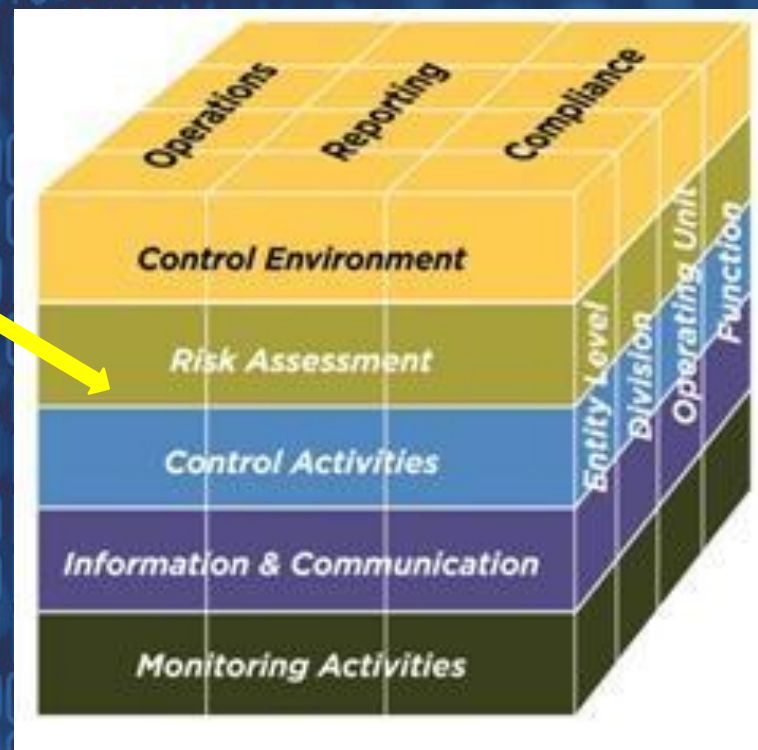 Operations
Reporting
Compliance
Control Environment
Risk Assessment
Control Activities
Information & Communication
Monitoring Activities
Entity Level
Division
Operating Unit
Function